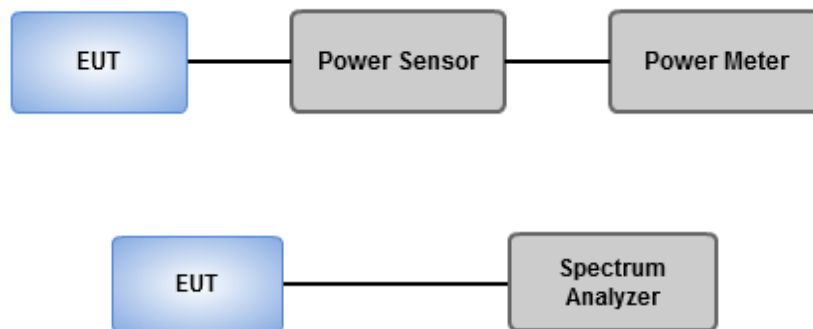 EUT
Power Sensor
Power Meter
EUT
Spectrum
Analyzer